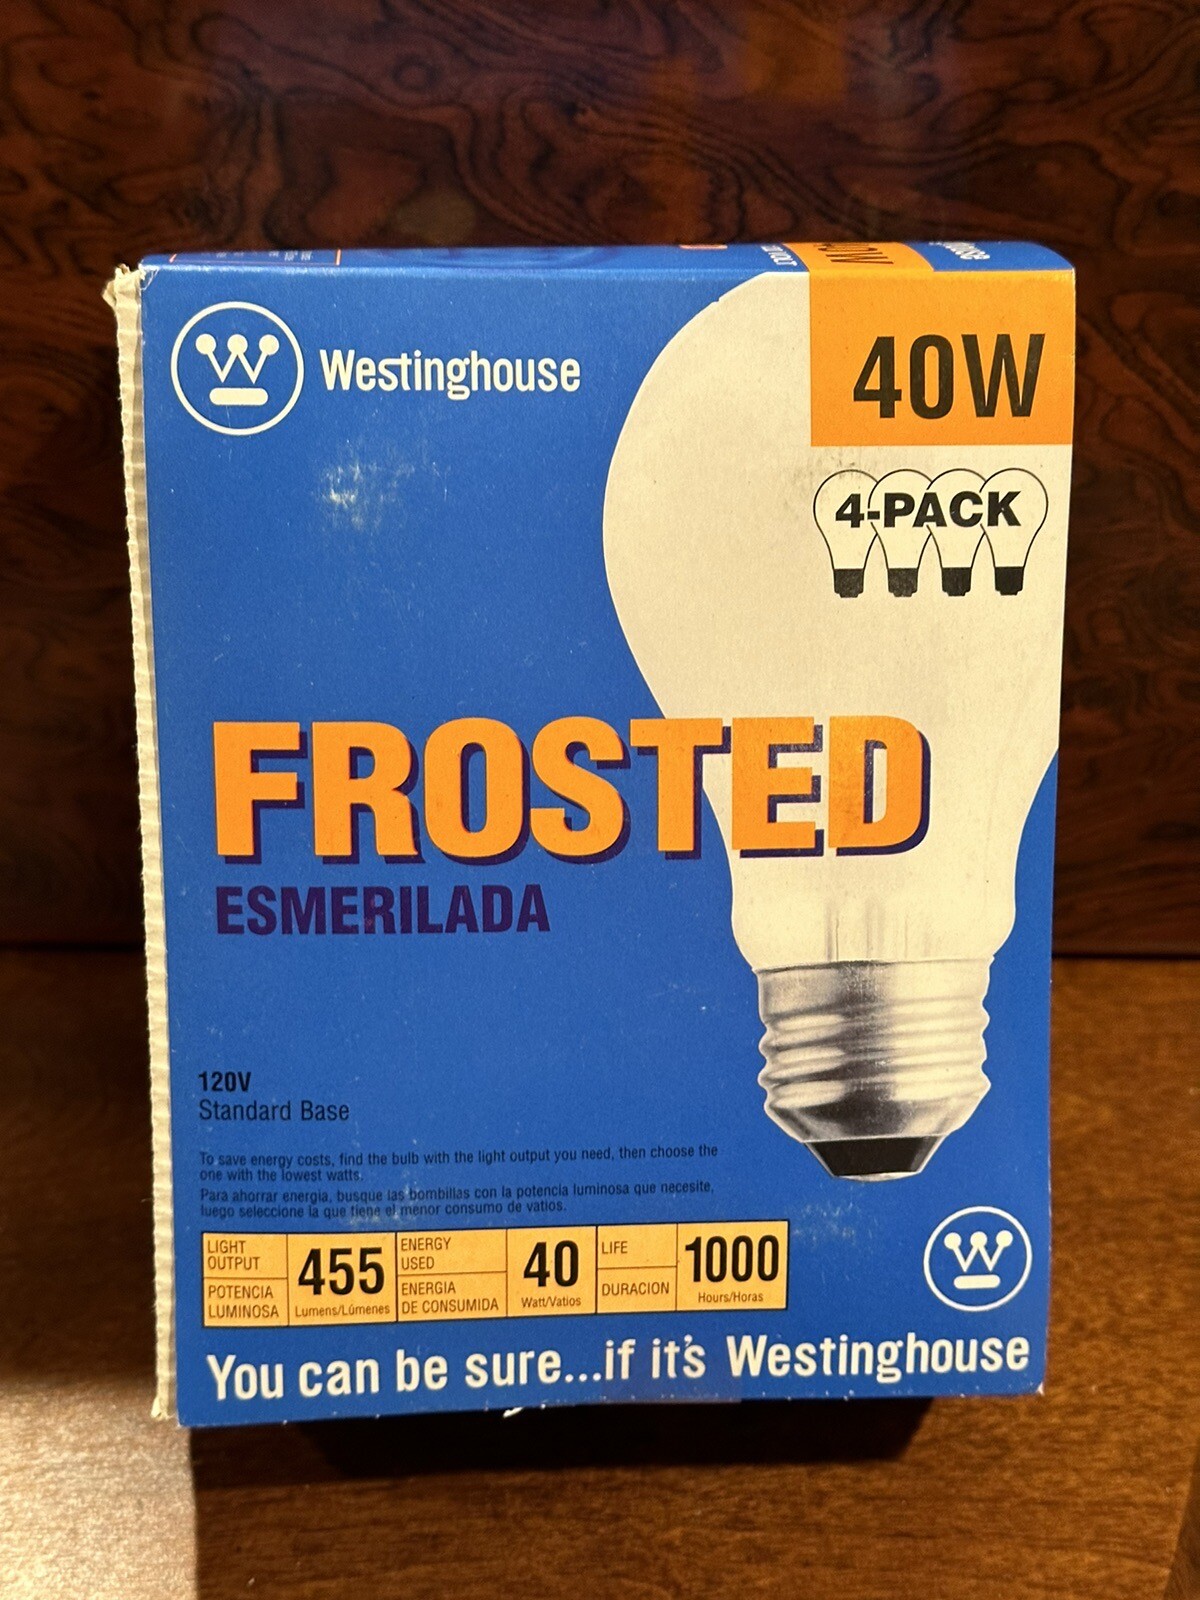 40W
Westinghouse
40W
4-PACK
FROSTED
ESMERILADA
120V
Standard Base
To save energy costs, find the bulb with the light output you need, then choose the
one with the lowest watts.
Para ahorrar energia, busque las bombillas con la potencia luminosa que necesite,
luego seleccione la que tiene el menor consumo de vatios.
LIGHT
OUTPUT
POTENCIA
LUMINOSA
455
Lumens/Lúmenes
ENERGY
USED
ENERGIA
DE CONSUMIDA
40
Watt/Vatios
LIFE
DURACION
1000
Hours/Horas
You can be sure...if it's Westinghouse